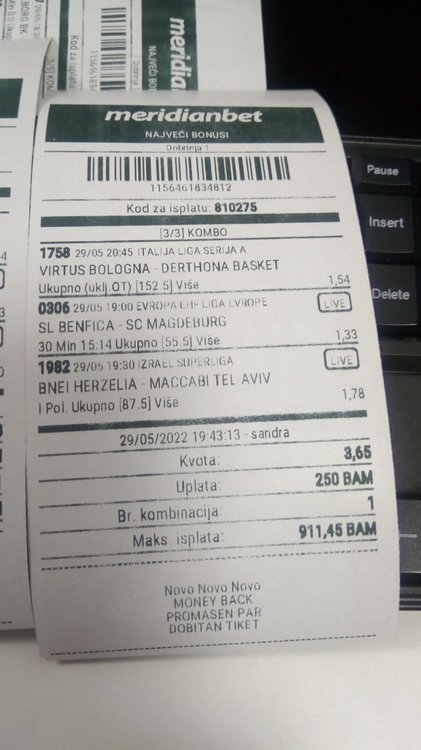 meridianbet
NAJVEĆI BONUSI
Dobrinja 1
1156461834812
Kod za isplatu: 810275
[3/3] KOMBO
1758 29/05 20:45 ITALIJA LIGA SERIJA A
VIRTUS BOLOGNA - DERTHONA BASKET
Ukupno (uklj.OT) [152.5] Više 1,54
0306 29/05 19:00 EVROPA EHF LIGA EVROPE LIVE
SL BENFICA - SC MAGDEBURG
30 Min 15:14 Ukupno [55.5] Više 1,33
1982 29/05 19:30 IZRAEL SUPERLIGA LIVE
BNEI HERZELIA - MACCABI TEL AVIV
I Pol. Ukupno [87.5] Više 1,78
29/05/2022 19:43:13 - sandra
Kvota: 3,65
Uplata: 250 BAM
Br. kombinacija: 1
Maks. isplata: 911,45 BAM
Novo Novo Novo
MONEY BACK
PROMASEN PAR
DOBITAN TIKET
Pause
Insert
Delete
meridian
NAJVEĆI BONU
Dobrinja
Kod za isplatu